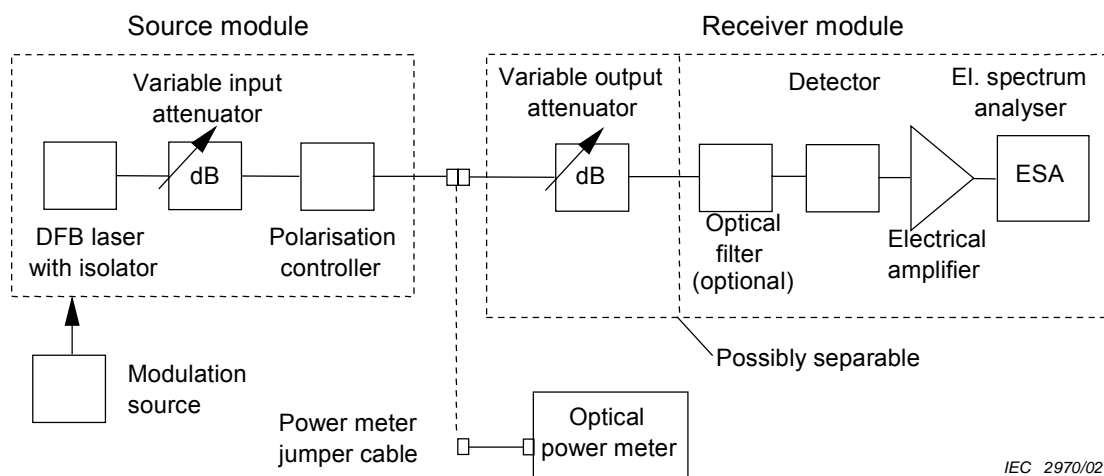 Source module
Receiver module
Variable input
attenuator
Variable output
attenuator
Detector
El. spectrum
analyser
dB
dB
ESA
DFB laser
with isolator
Polarisation
controller
Optical
filter
(optional)
Electrical
amplifier
Modulation
source
Possibly separable
Power meter
jumper cable
Optical
power meter
IEC 2970/02